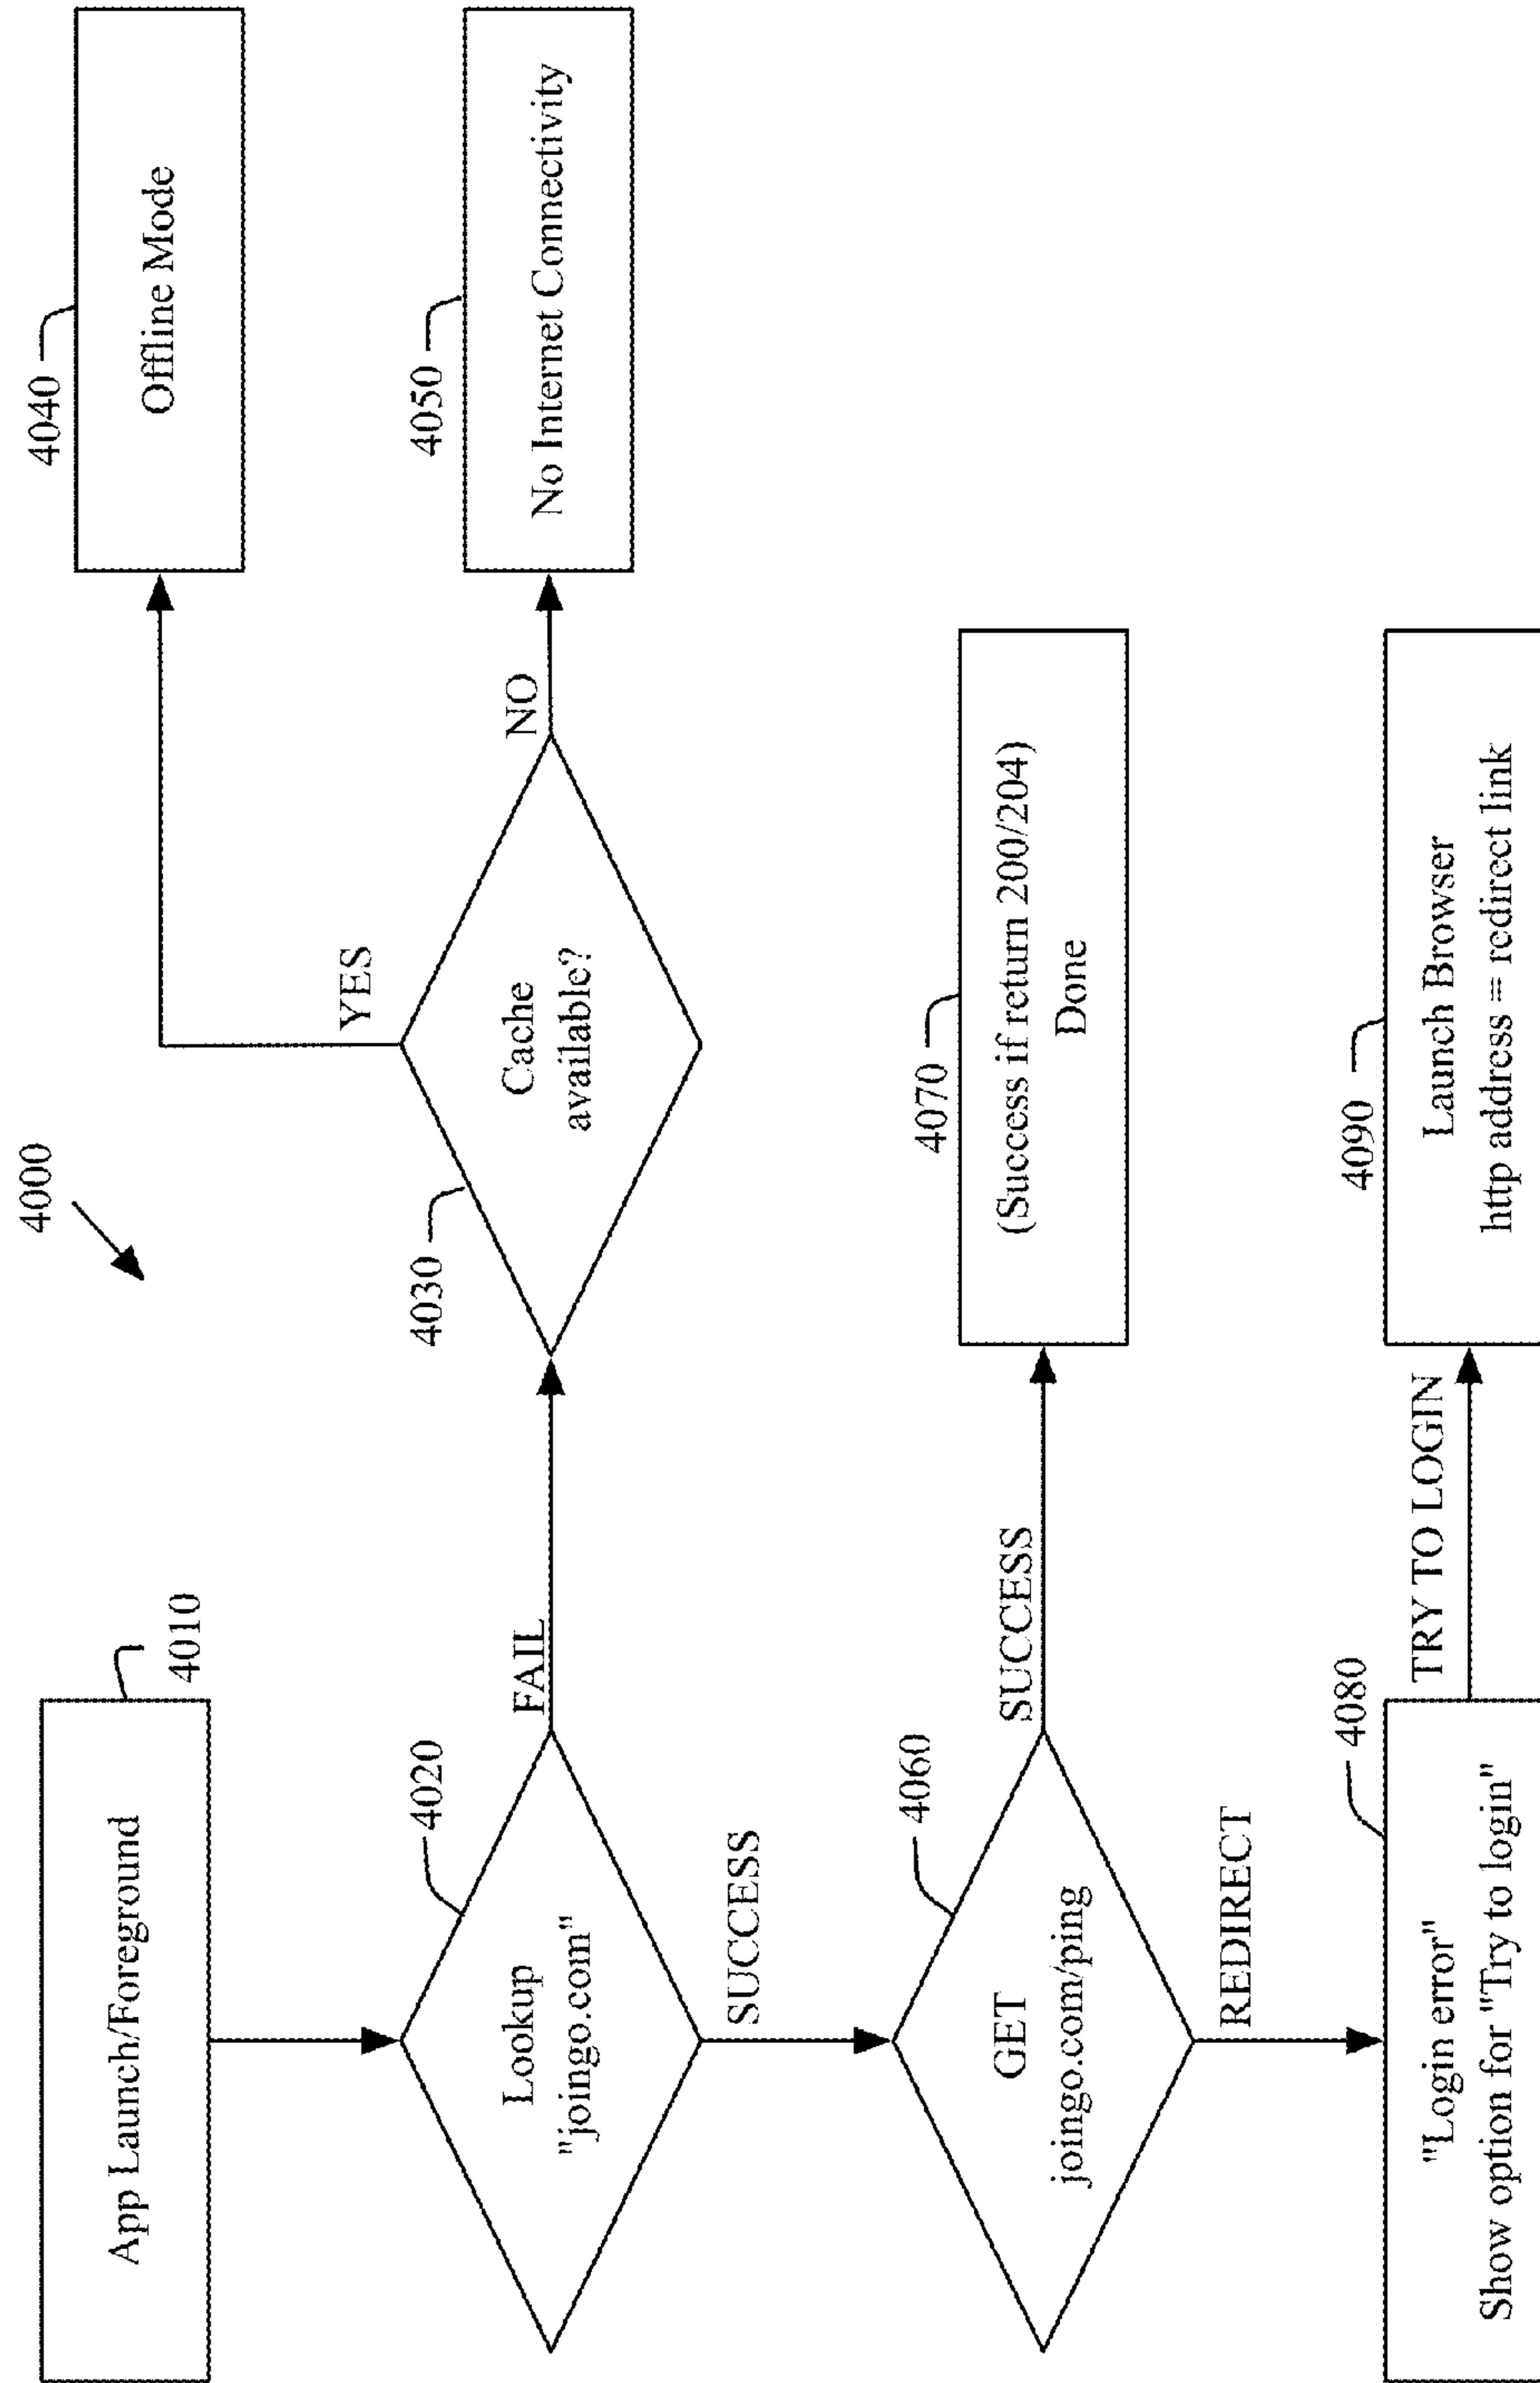 4000
App Launch/Foreground
4010
Lookup
"joingo.com"
4020
FAIL
SUCCESS
Cache
available?
4030
YES
NO
Offline Mode
4040
No Internet Connectivity
4050
GET
joingo.com/ping
4060
SUCCESS
REDIRECT
(Success if return 200/204)
Done
4070
"Login error"
Show option for "Try to login"
4080
TRY TO LOGIN
Launch Browser
http address = redirect link
4090